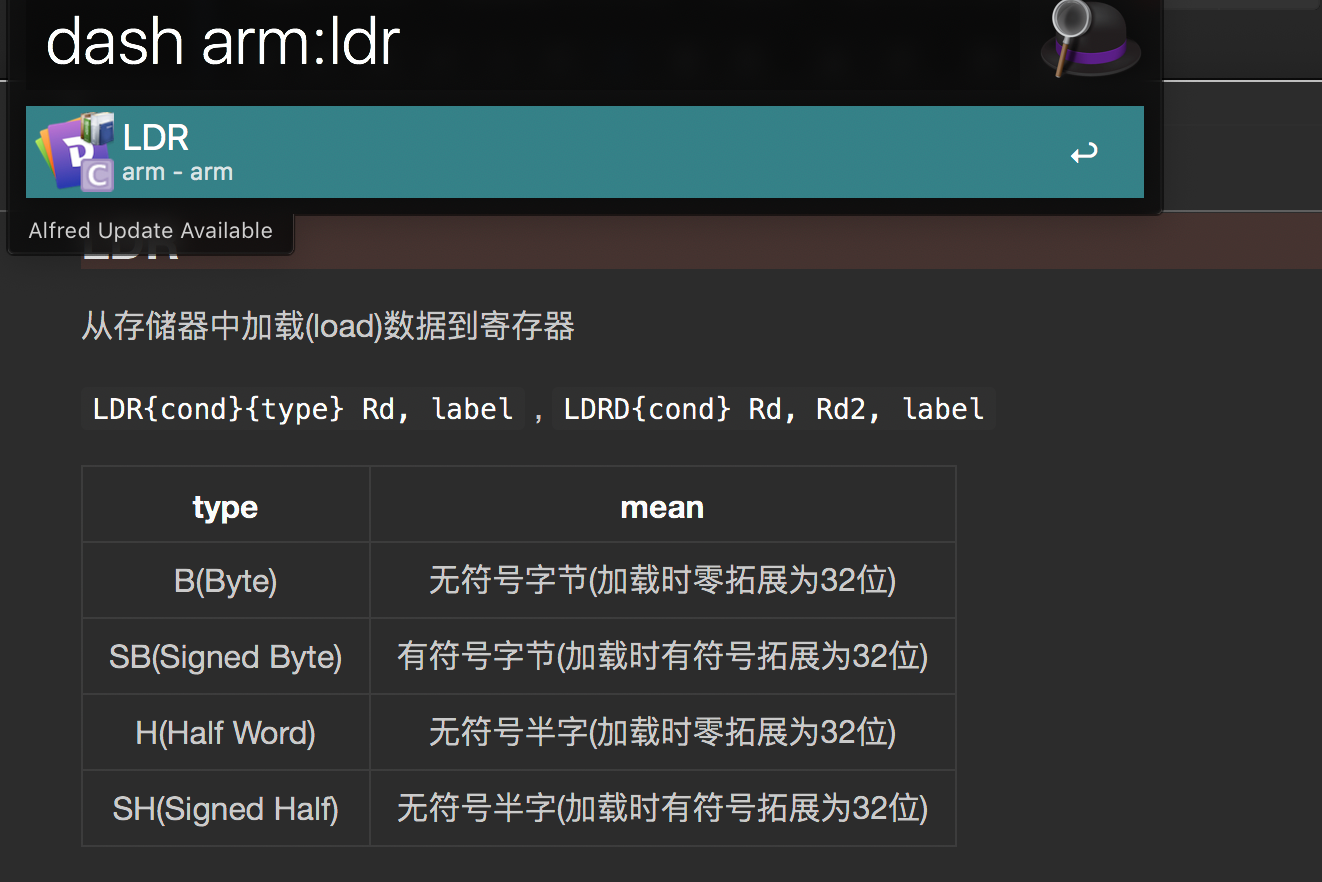 dash arm:ldr
LDR
arm - arm
Alfred Update Available
LDR
从存储器中加载(load)数据到寄存器
LDR{cond}{type} Rd, label , LDRD{cond} Rd, Rd2, label
type mean
B(Byte) 无符号字节(加载时零拓展为32位)
SB(Signed Byte) 有符号字节(加载时有符号拓展为32位)
H(Half Word) 无符号半字(加载时零拓展为32位)
SH(Signed Half) 无符号半字(加载时有符号拓展为32位)